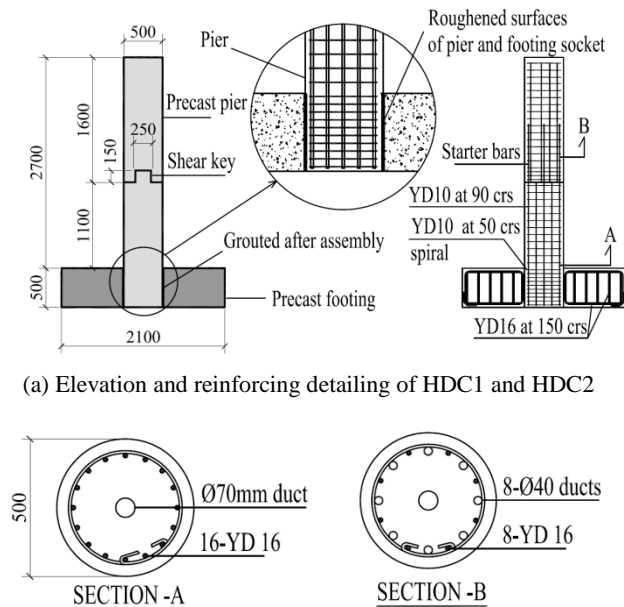 500
Pier
Roughened surfaces
of pier and footing socket
Precast pier
1600
250
150
Shear key
2700
1100
Grouted after assembly
500
Precast footing
2100
Starter bars
B
YD10 at 90 crs
YD10 at 50 crs
spiral
A
YD16 at 150 crs
(a) Elevation and reinforcing detailing of HDC1 and HDC2
500
Ø70mm duct
16-YD 16
SECTION -A
8-Ø40 ducts
8-YD 16
SECTION -B